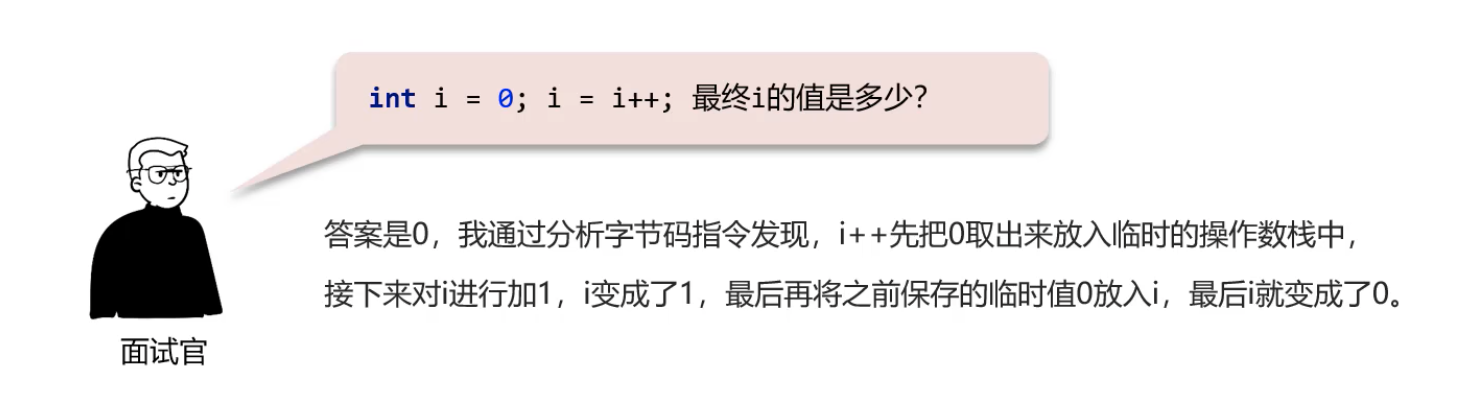 int i = 0; i = i++; 最终i的值是多少？
答案是0，我通过分析字节码指令发现，i++先把0取出来放入临时的操作数栈中，
接下来对i进行加1，i变成了1，最后再将之前保存的临时值0放入i，最后i就变成了0。
面试官